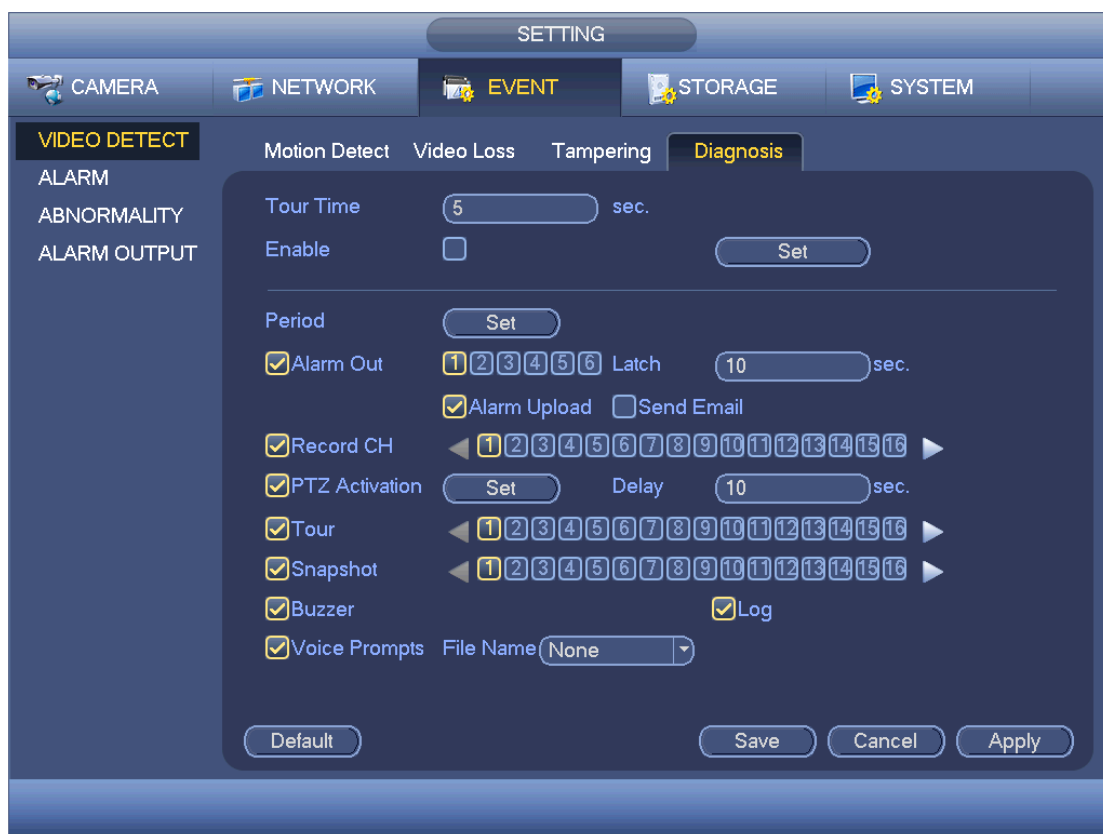 SETTING
CAMERA NETWORK EVENT STORAGE SYSTEM
VIDEO DETECT
ALARM
ABNORMALITY
ALARM OUTPUT
Motion Detect Video Loss Tampering Diagnosis
Tour Time 5 sec.
Enable Set
Period Set
Alarm Out 1 2 3 4 5 6 Latch 10 sec.
Alarm Upload Send Email
Record CH 1 2 3 4 5 6 7 8 9 10 11 12 13 14 15 16
PTZ Activation Set Delay 10 sec.
Tour 1 2 3 4 5 6 7 8 9 10 11 12 13 14 15 16
Snapshot 1 2 3 4 5 6 7 8 9 10 11 12 13 14 15 16
Buzzer Log
Voice Prompts File Name None
Default Save Cancel Apply